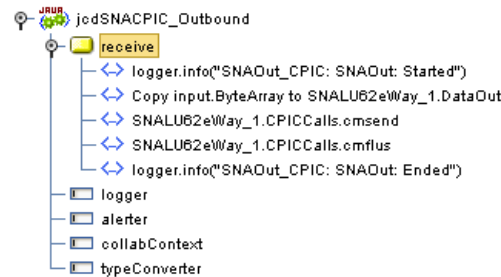 JAVA
jcdSNACPIC_Outbound
receive
logger.info("SNAOut_CPIC: SNAOut: Started")
Copy input.ByteArray to SNALU62eWay_1.DataOut
SNALU62eWay_1.CPICCalls.cmsend
SNALU62eWay_1.CPICCalls.cmflus
logger.info("SNAOut_CPIC: SNAOut: Ended")
logger
alerter
collabContext
typeConverter